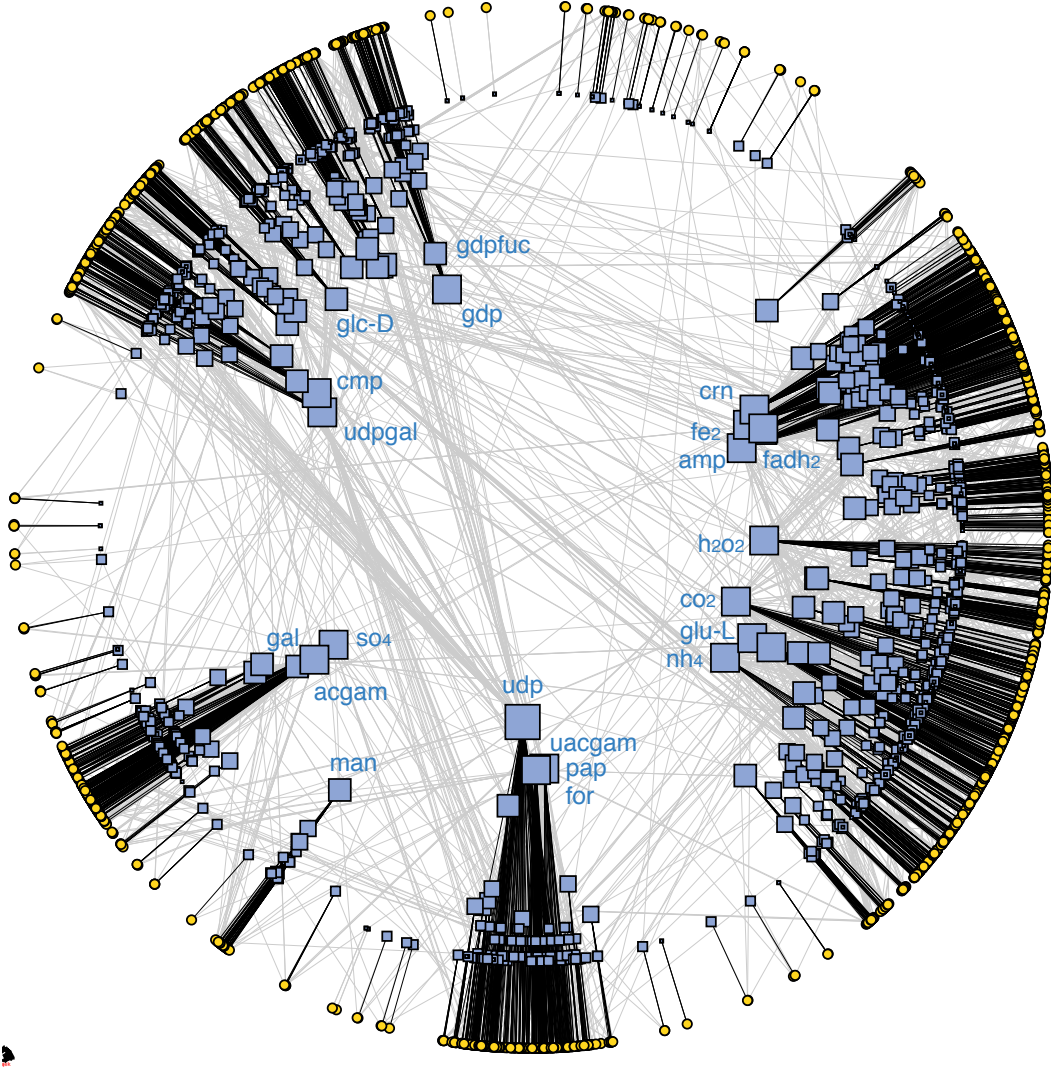 gdpfuc
gdp
glc-D
cmp
udpgal
crn
fe2
amp
fadh2
h2o2
co2
glu-L
nh4
gal
so4
acgam
udp
man
uacgam
pap
for